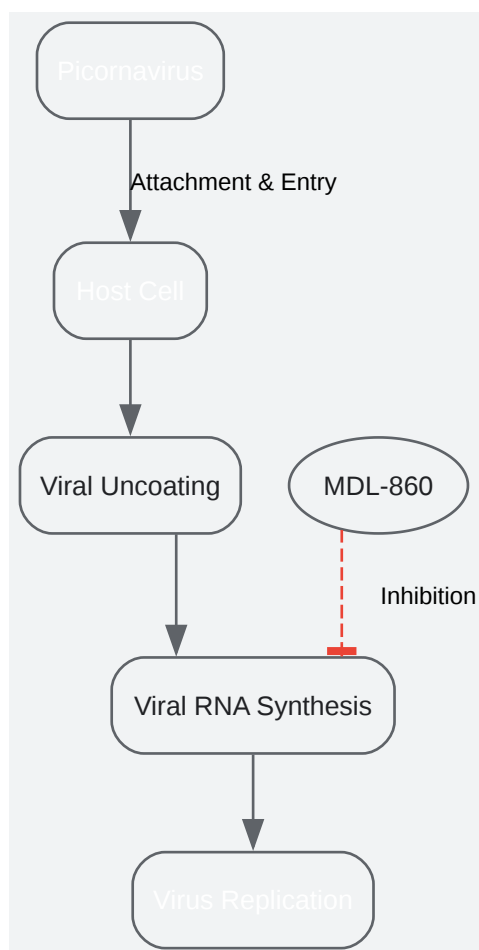 Picornavirus
Attachment & Entry
Host Cell
Viral Uncoating
MDL-860
Inhibition
Viral RNA Synthesis
Virus Replication